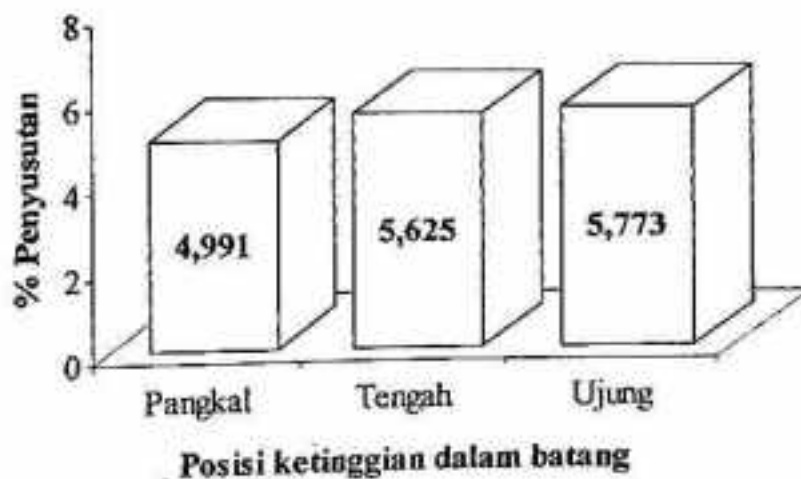 % Penyusutan
8
6
4
2
0
4,991
5,625
5,773
Pangkal
Tengah
Ujung
Posisi ketinggian dalam batang